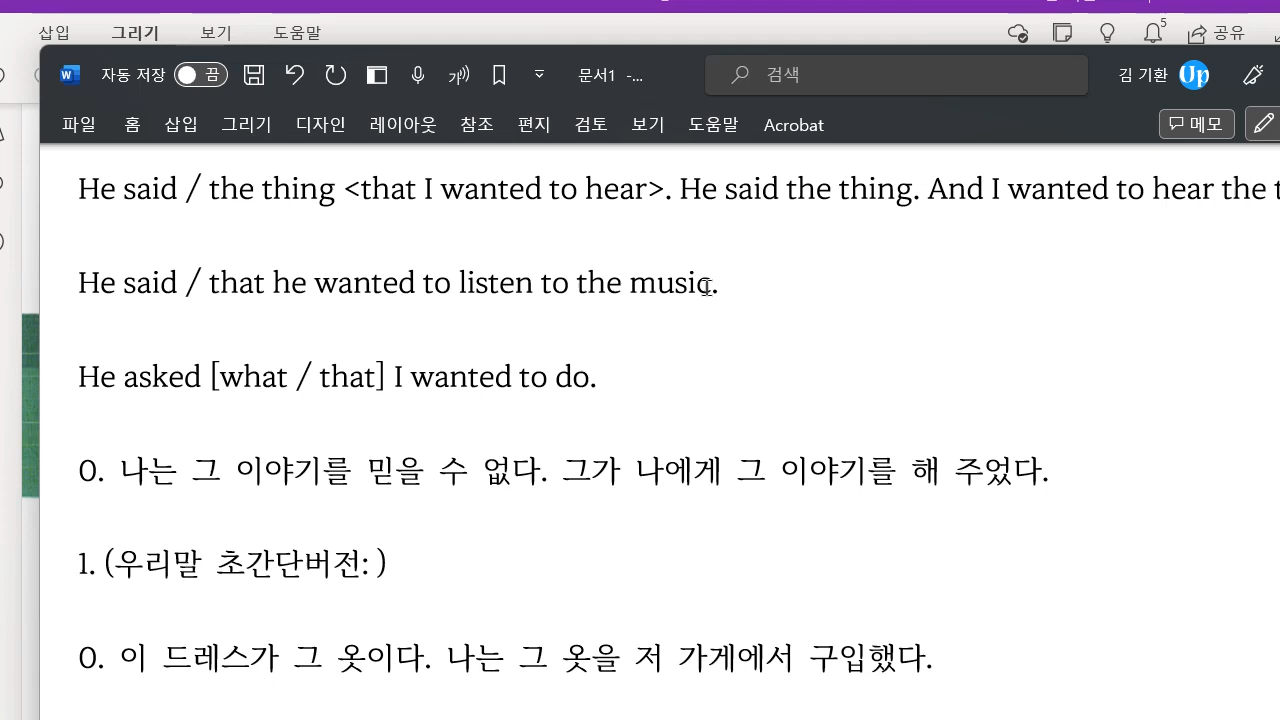 삽입 그리기 보기 도움말 5 공유
자동 저장 끔 가 문서1 -... 검색 김 기환 Up
파일 홈 삽입 그리기 디자인 레이아웃 참조 편지 검토 보기 도움말 Acrobat 메모
He said / the thing <that I wanted to hear>. He said the thing. And I wanted to hear the
He said / that he wanted to listen to the music.
He asked [what / that] I wanted to do.
0. 나는 그 이야기를 믿을 수 없다. 그가 나에게 그 이야기를 해 주었다.
1. (우리말 초간단버전: )
0. 이 드레스가 그 옷이다. 나는 그 옷을 저 가게에서 구입했다.